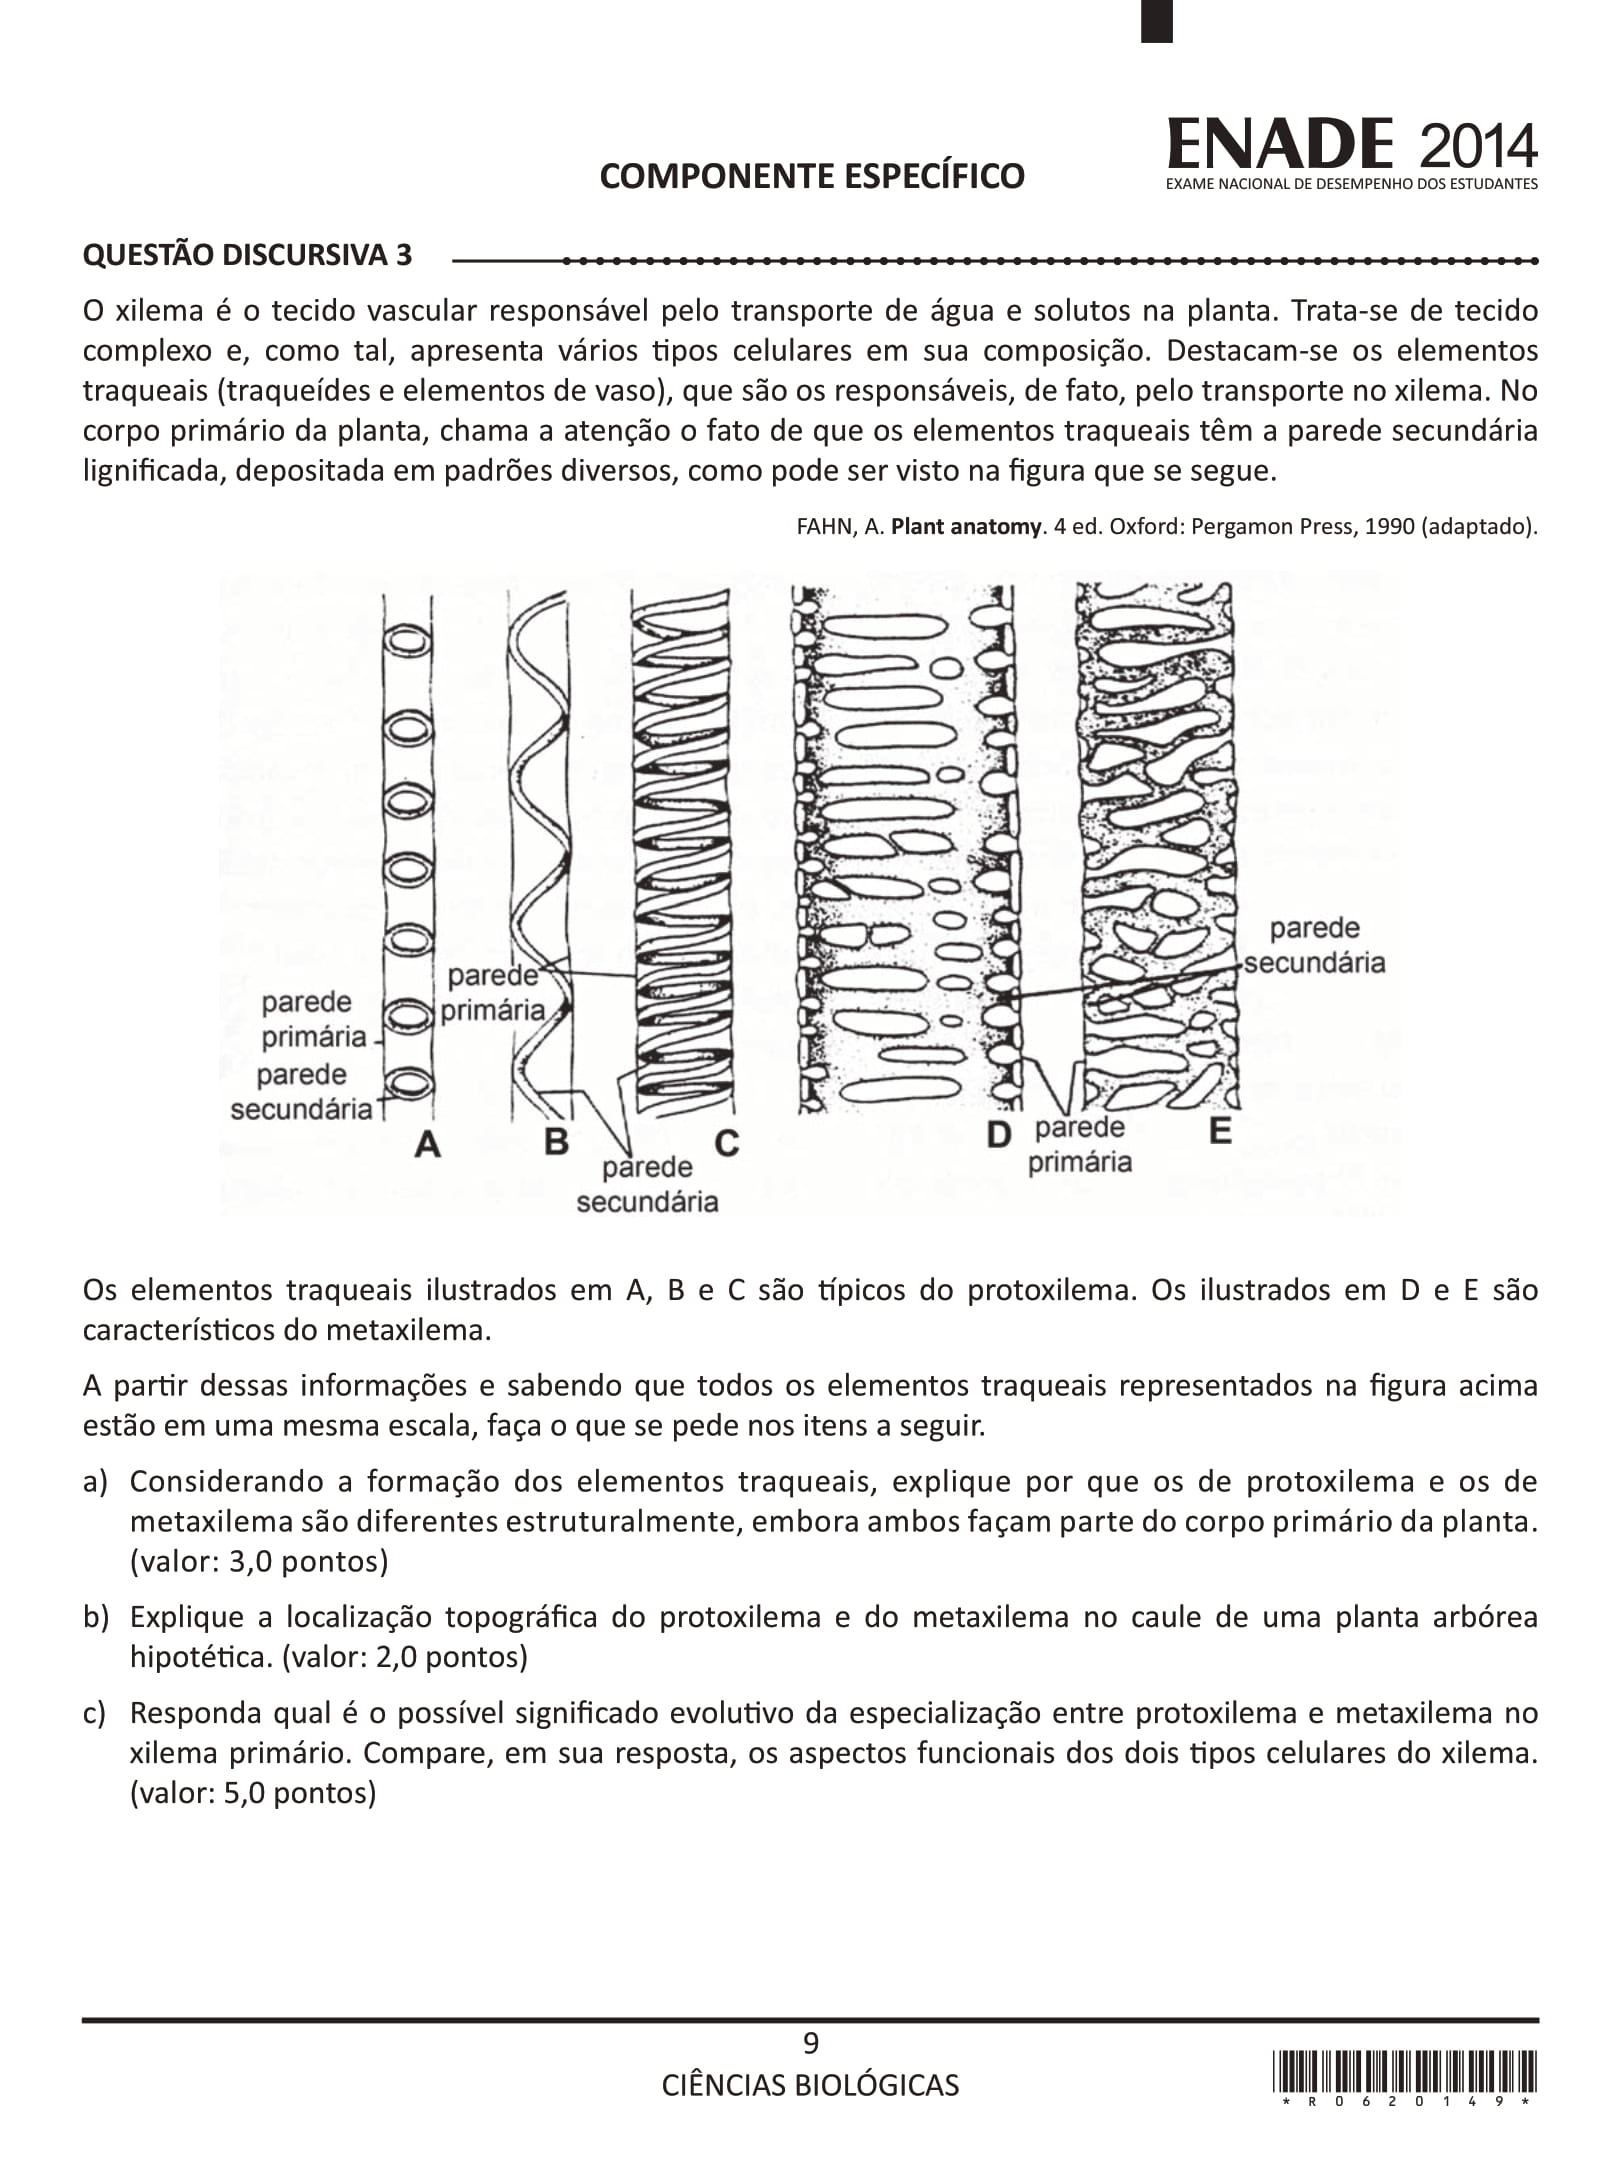 ENADE 2014
EXAME NACIONAL DE DESEMPENHO DOS ESTUDANTES
COMPONENTE ESPECÍFICO
QUESTÃO DISCURSIVA 3
O xilema é o tecido vascular responsável pelo transporte de água e solutos na planta. Trata-se de tecido
complexo e, como tal, apresenta vários tipos celulares em sua composição. Destacam-se os elementos
traqueais (traqueídes e elementos de vaso), que são os responsáveis, de fato, pelo transporte no xilema. No
corpo primário da planta, chama a atenção o fato de que os elementos traqueais têm a parede secundária
lignificada, depositada em padrões diversos, como pode ser visto na figura que se segue.
FAHN, A. Plant anatomy. 4 ed. Oxford: Pergamon Press, 1990 (adaptado).
parede
primária
parede
secundária
A
parede
primária
B
parede
secundária
C
D
parede
primária
E
parede
secundária
Os elementos traqueais ilustrados em A, B e C são típicos do protoxilema. Os ilustrados em D e E são
característicos do metaxilema.
A partir dessas informações e sabendo que todos os elementos traqueais representados na figura acima
estão em uma mesma escala, faça o que se pede nos itens a seguir.
a) Considerando a formação dos elementos traqueais, explique por que os de protoxilema e os de
metaxilema são diferentes estruturalmente, embora ambos façam parte do corpo primário da planta.
(valor: 3,0 pontos)
b) Explique a localização topográfica do protoxilema e do metaxilema no caule de uma planta arbórea
hipotética. (valor: 2,0 pontos)
c) Responda qual é o possível significado evolutivo da especialização entre protoxilema e metaxilema no
xilema primário. Compare, em sua resposta, os aspectos funcionais dos dois tipos celulares do xilema.
(valor: 5,0 pontos)
9
CIÊNCIAS BIOLÓGICAS
* R 0 6 2 0 1 4 9 *